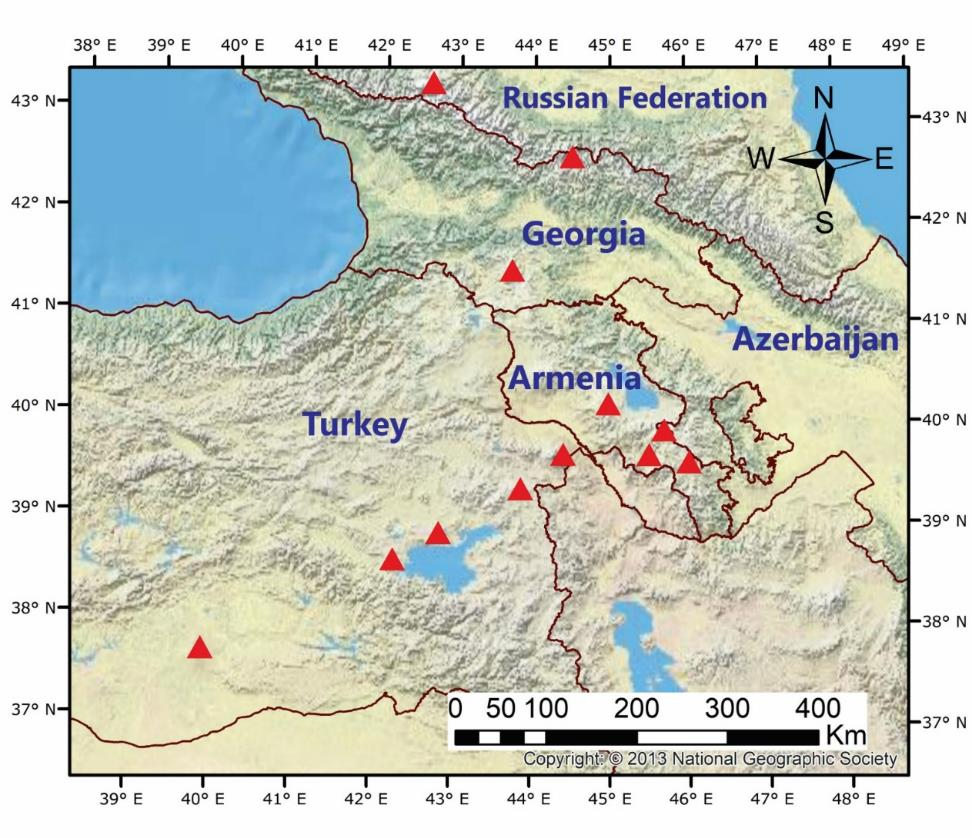 38° E 39° E 40° E 41° E 42° E 43° E 44° E 45° E 46° E 47° E 48° E 49° E
43° N
Russian Federation
N
43° N
W
E
S
42° N
42° N
Georgia
41° N
41° N
Azerbaijan
Armenia
40° N
40° N
Turkey
39° N
39° N
38° N
38° N
37° N
37° N
0 50 100 200 300 400
Km
Copyright: © 2013 National Geographic Society
39° E 40° E 41° E 42° E 43° E 44° E 45° E 46° E 47° E 48° E